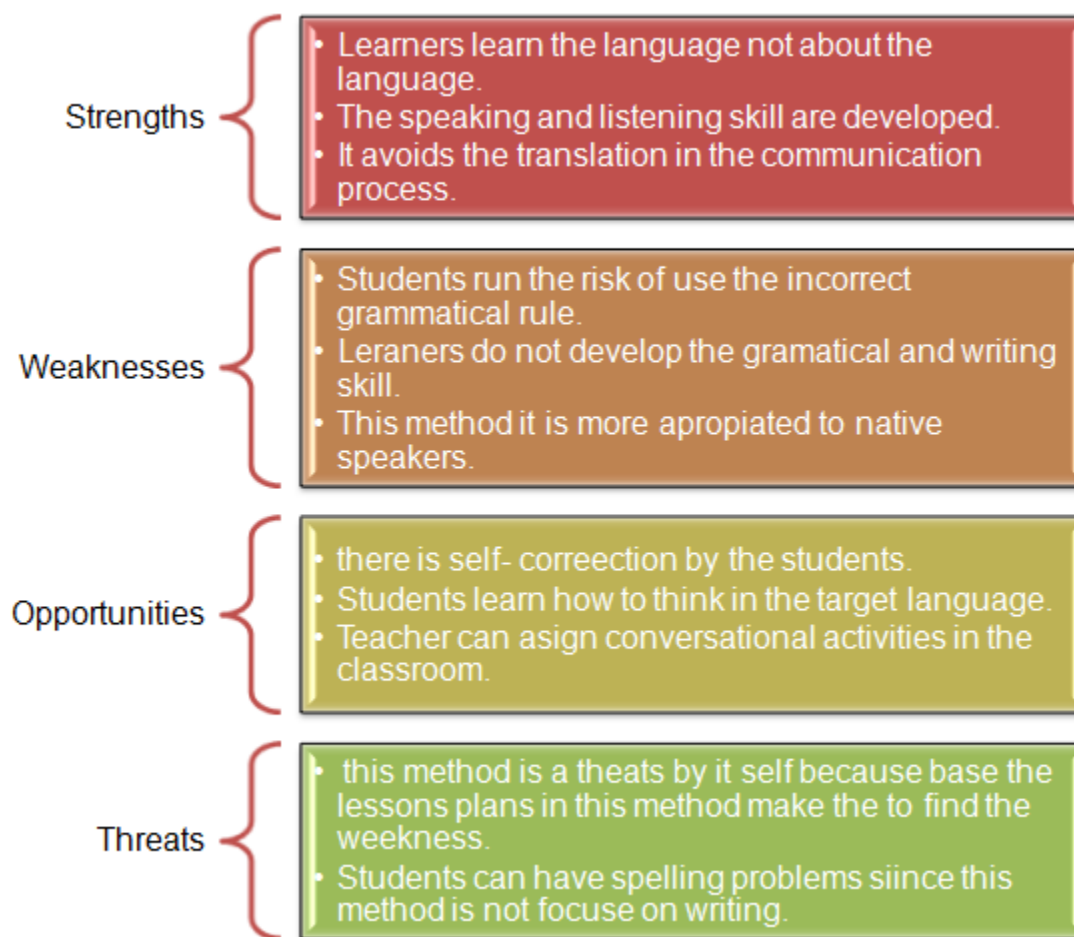 Strengths
• Learners learn the language not about the
language.
• The speaking and listening skill are developed.
• It avoids the translation in the communication
process.
Weaknesses
• Students run the risk of use the incorrect
grammatical rule.
• Leraners do not develop the gramatical and writing
skill.
• This method it is more apropiated to native
speakers.
Opportunities
• there is self- correection by the students.
• Students learn how to think in the target language.
• Teacher can asign conversational activities in the
classroom.
Threats
• this method is a theats by it self because base the
lessons plans in this method make the to find the
weekness.
• Students can have spelling problems siince this
method is not focuse on writing.